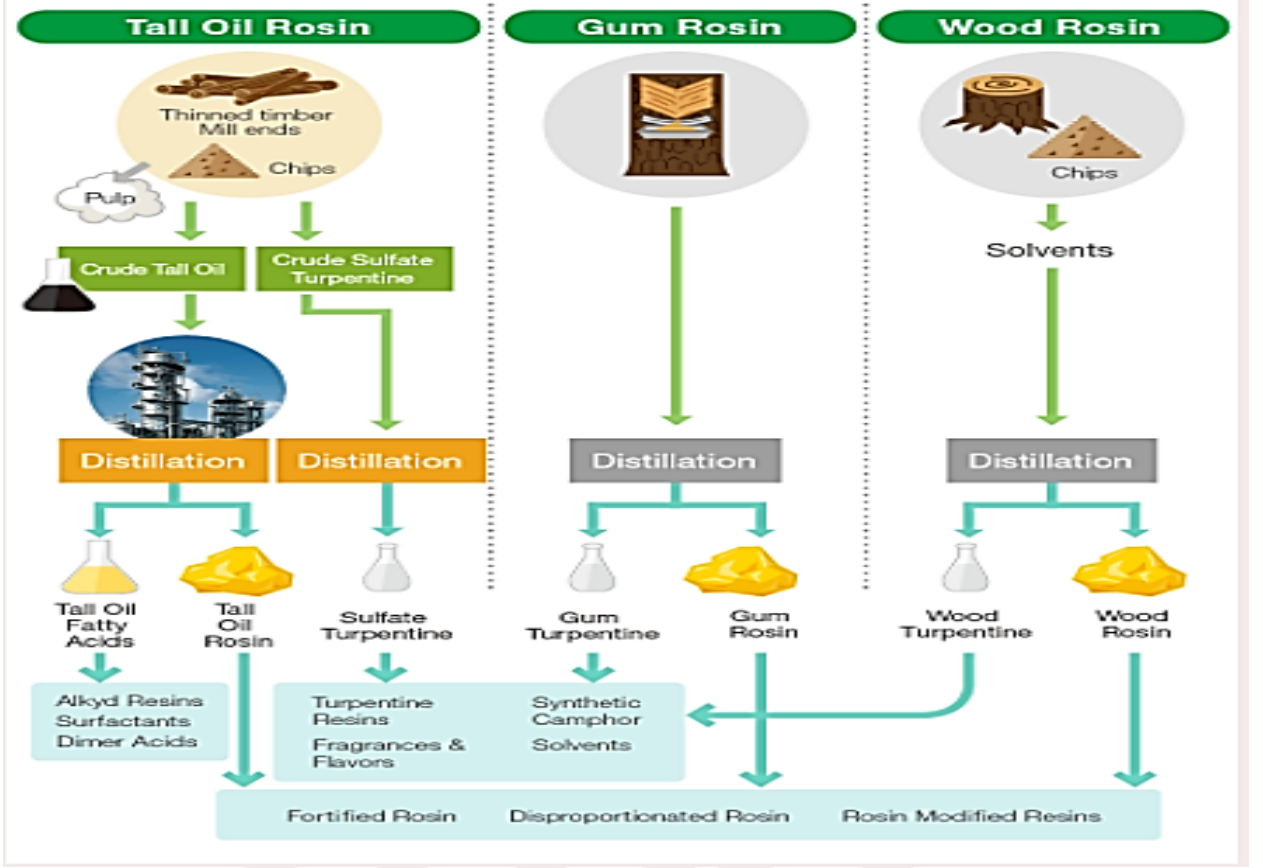 Tall Oil Rosin
Gum Rosin
Wood Rosin
Thinned timber
Mill ends
Chips
Pulp
Chips
Solvents
Crude Tall Oil
Crude Sulfate
Turpentine
Distillation
Distillation
Distillation
Distillation
Tall Oil
Fatty
Acids
Tall
Oil
Rosin
Sulfate
Turpentine
Gum
Turpentine
Gum
Rosin
Wood
Turpentine
Wood
Rosin
Alkyd Resins
Surfactants
Dimer Acids
Turpentine
Resins
Fragrances &
Flavors
Synthetic
Camphor
Solvents
Fortified Rosin
Disproportionated Rosin
Rosin Modified Resins